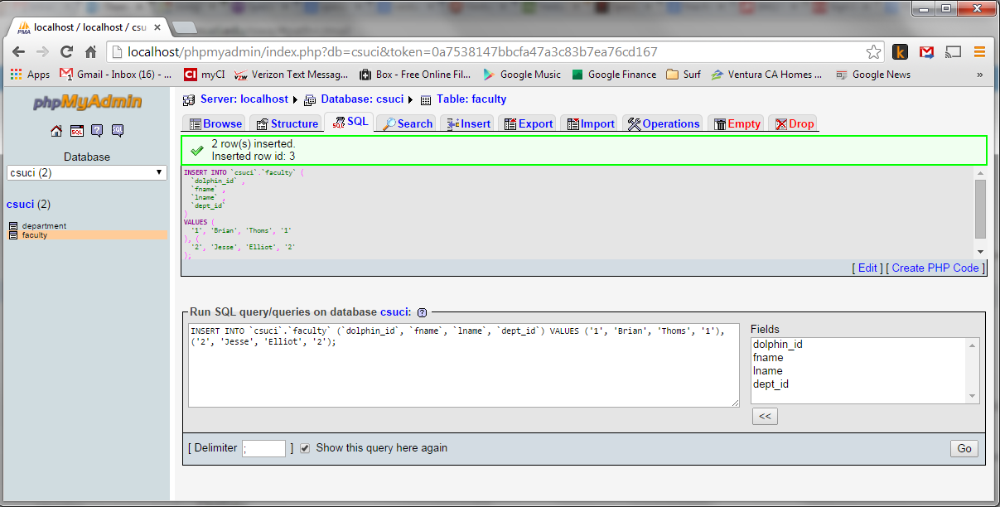 localhost / localhost / csu
localhost/phpmyadmin/index.php?db=csuci&token=0a7538147bbcfa47a3c83b7ea76cd167
Apps Gmail - Inbox (16) - ... CI myCI Verizon Text Messag... Box - Free Online Fil... Google Music Google Finance Surf Ventura CA Homes ... Google News »
phpMyAdmin
Database
csuci (2)
csuci (2)
department
faculty
Server: localhost Database: csuci Table: faculty
Browse Structure SQL Search Insert Export Import Operations Empty Drop
2 row(s) inserted.
Inserted row id: 3
INSERT INTO `csuci`.`faculty` (
`dolphin_id` ,
`fname` ,
`lname` ,
`dept_id`
)
VALUES (
'1', 'Brian', 'Thoms', '1'
), (
'2', 'Jesse', 'Elliot', '2'
);
[ Edit ] [ Create PHP Code ]
Run SQL query/queries on database csuci:
INSERT INTO `csuci`.`faculty` (`dolphin_id`, `fname`, `lname`, `dept_id`) VALUES ('1', 'Brian', 'Thoms', '1'),
('2', 'Jesse', 'Elliot', '2');
Fields
dolphin_id
fname
lname
dept_id
<<
[ Delimiter ; ] Show this query here again
Go